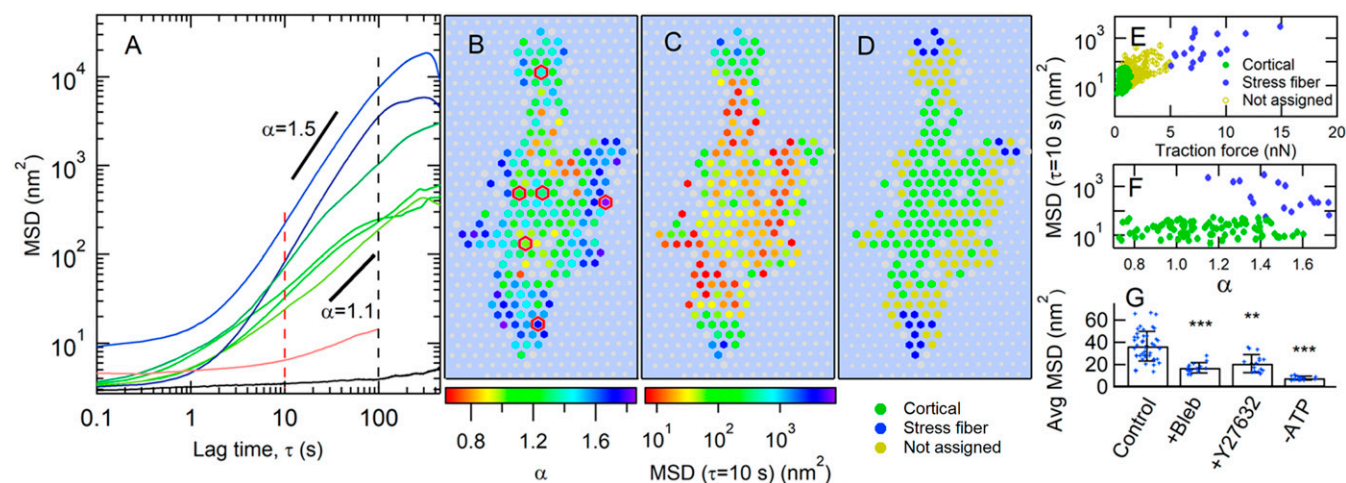 A
MSD (nm²)
10⁴
10³
10²
10¹
α=1.5
α=1.1
0.1
1
10
100
Lag time, τ (s)
B
0.8
1.2
1.6
α
C
10¹
10²
10³
MSD (τ=10 s) (nm²)
D
Cortical
Stress fiber
Not assigned
E
MSD (τ=10 s) (nm²)
10³
10¹
Cortical
Stress fiber
Not assigned
0
5
10
15
20
Traction force (nN)
F
10³
10¹
0.8
1.0
1.2
1.4
1.6
α
G
Avg MSD (nm²)
60
40
20
0
***
**
***
Control
+Bleb
+Y27632
-ATP